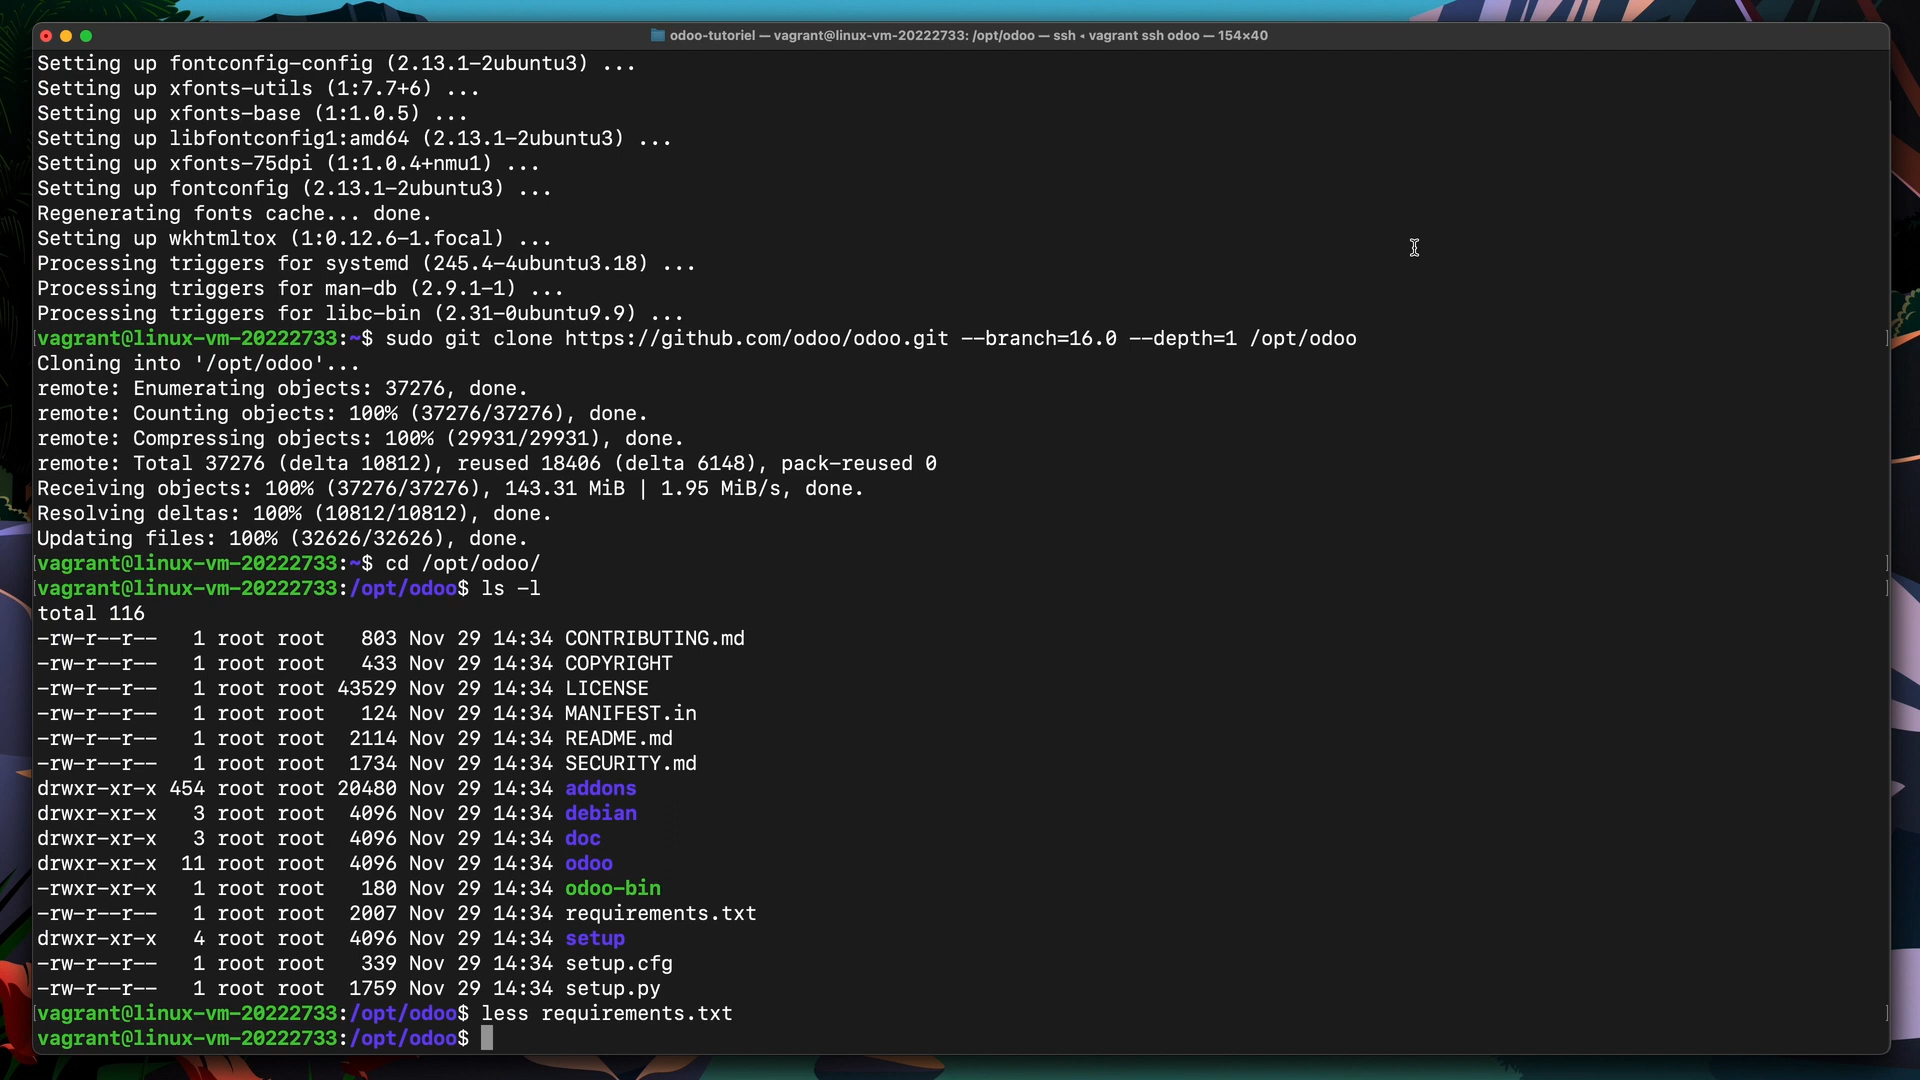 odoo-tutoriel — vagrant@linux-vm-20222733: /opt/odoo — ssh ◂ vagrant ssh odoo — 154×40
Setting up fontconfig-config (2.13.1-2ubuntu3) ...
Setting up xfonts-utils (1:7.7+6) ...
Setting up xfonts-base (1:1.0.5) ...
Setting up libfontconfig1:amd64 (2.13.1-2ubuntu3) ...
Setting up xfonts-75dpi (1:1.0.4+nmu1) ...
Setting up fontconfig (2.13.1-2ubuntu3) ...
Regenerating fonts cache... done.
Setting up wkhtmltox (1:0.12.6-1.focal) ...
Processing triggers for systemd (245.4-4ubuntu3.18) ...
Processing triggers for man-db (2.9.1-1) ...
Processing triggers for libc-bin (2.31-0ubuntu9.9) ...
[vagrant@linux-vm-20222733:~$ sudo git clone https://github.com/odoo/odoo.git --branch=16.0 --depth=1 /opt/odoo ]
Cloning into '/opt/odoo'...
remote: Enumerating objects: 37276, done.
remote: Counting objects: 100% (37276/37276), done.
remote: Compressing objects: 100% (29931/29931), done.
remote: Total 37276 (delta 10812), reused 18406 (delta 6148), pack-reused 0
Receiving objects: 100% (37276/37276), 143.31 MiB | 1.95 MiB/s, done.
Resolving deltas: 100% (10812/10812), done.
Updating files: 100% (32626/32626), done.
[vagrant@linux-vm-20222733:~$ cd /opt/odoo/ ]
[vagrant@linux-vm-20222733:/opt/odoo$ ls -l ]
total 116
-rw-r--r--   1 root root   803 Nov 29 14:34 CONTRIBUTING.md
-rw-r--r--   1 root root   433 Nov 29 14:34 COPYRIGHT
-rw-r--r--   1 root root 43529 Nov 29 14:34 LICENSE
-rw-r--r--   1 root root   124 Nov 29 14:34 MANIFEST.in
-rw-r--r--   1 root root  2114 Nov 29 14:34 README.md
-rw-r--r--   1 root root  1734 Nov 29 14:34 SECURITY.md
drwxr-xr-x 454 root root 20480 Nov 29 14:34 addons
drwxr-xr-x   3 root root  4096 Nov 29 14:34 debian
drwxr-xr-x   3 root root  4096 Nov 29 14:34 doc
drwxr-xr-x  11 root root  4096 Nov 29 14:34 odoo
-rwxr-xr-x   1 root root   180 Nov 29 14:34 odoo-bin
-rw-r--r--   1 root root  2007 Nov 29 14:34 requirements.txt
drwxr-xr-x   4 root root  4096 Nov 29 14:34 setup
-rw-r--r--   1 root root   339 Nov 29 14:34 setup.cfg
-rw-r--r--   1 root root  1759 Nov 29 14:34 setup.py
[vagrant@linux-vm-20222733:/opt/odoo$ less requirements.txt ]
vagrant@linux-vm-20222733:/opt/odoo$